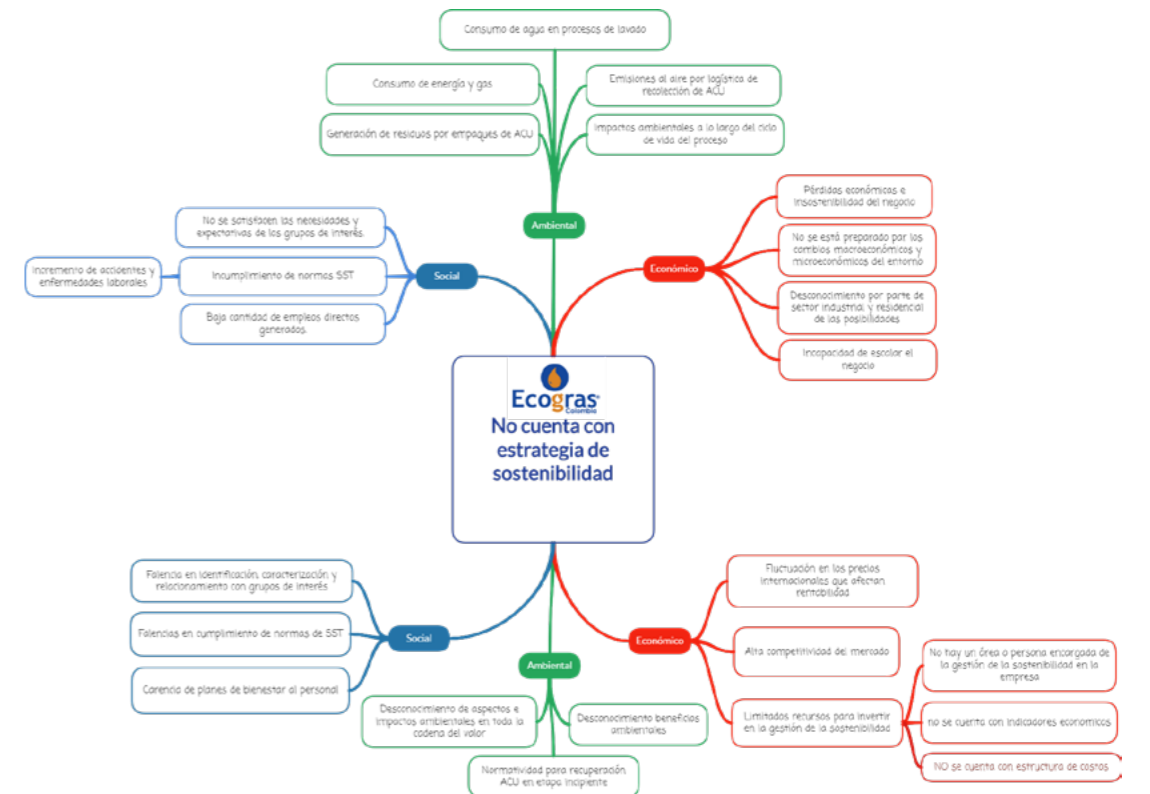 Consumo de agua en procesos de lavado
Consumo de energía y gas
Emisiones al aire por logística de
recolección de ACU
Generación de residuos por empaques de ACU
Impactos ambientales a lo largo del ciclo
de vida del proceso
Ambiental
No se satisfacen las necesidades y
expectativas de los grupos de interés.
Incremento de accidentes y
enfermedades laborales
Incumplimiento de normas SST
Baja cantidad de empleos directos
generados.
Social
Económico
Pérdidas económicas e
insostenibilidad del negocio
No se está preparado por los
cambios macroeconómicos y
microeconómicos del entorno
Desconocimiento por parte de
sector industrial y residencial
de las posibilidades
Incapacidad de escalar el
negocio
Ecogras
Colombia
No cuenta con
estrategia de
sostenibilidad
Falencia en identificación, caracterización y
relacionamiento con grupos de interés
Falencias en cumplimiento de normas de SST
Carencia de planes de bienestar al personal
Social
Ambiental
Desconocimiento de aspectos e
impactos ambientales en toda la
cadena del valor
Desconocimiento beneficios
ambientales
Normatividad para recuperación
ACU en etapa incipiente
Económico
Fluctuación en los precios
internacionales que afectan
rentabilidad
Alta competitividad del mercado
Limitados recursos para invertir
en la gestión de la sostenibilidad
No hay un área o persona encargada de
la gestión de la sostenibilidad en la
empresa
no se cuenta con indicadores economicos
NO se cuenta con estructura de costos